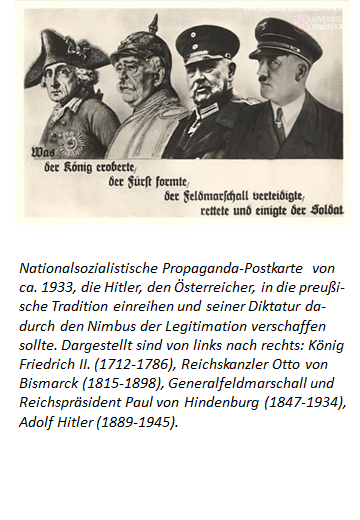 UNIVERSITÄT
OSNABRÜCK
Was
der König eroberte,
der Fürst formte,
der Feldmarschall verteidigte,
rettete und einigte der Soldat
Nationalsozialistische Propaganda-Postkarte von
ca. 1933, die Hitler, den Österreicher, in die preußi-
sche Tradition einreihen und seiner Diktatur da-
durch den Nimbus der Legitimation verschaffen
sollte. Dargestellt sind von links nach rechts: König
Friedrich II. (1712-1786), Reichskanzler Otto von
Bismarck (1815-1898), Generalfeldmarschall und
Reichspräsident Paul von Hindenburg (1847-1934),
Adolf Hitler (1889-1945).